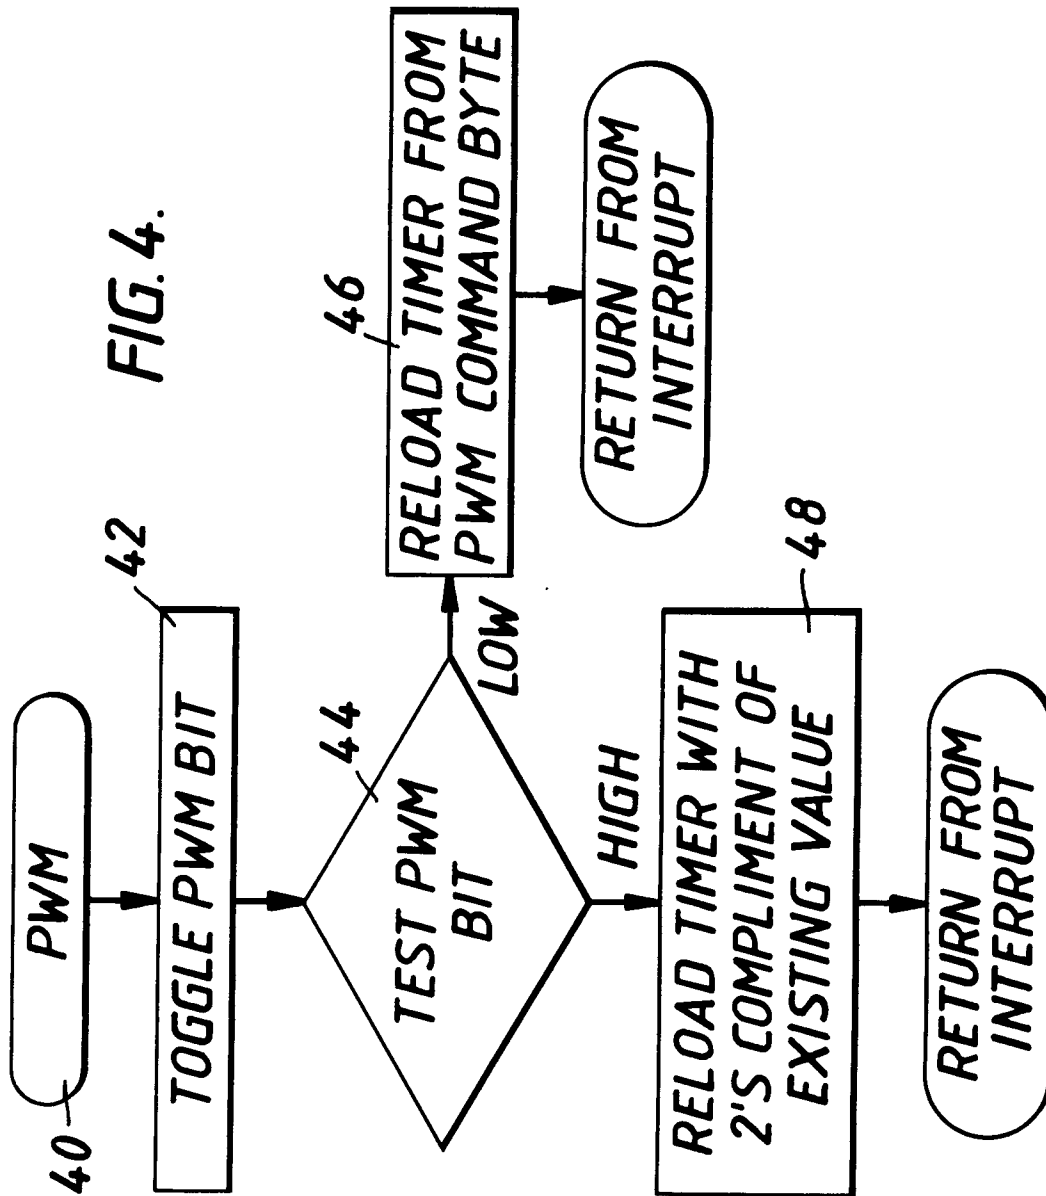 FIG. 4.
40
PWM
42
TOGGLE PWM BIT
44
TEST PWM
BIT
LOW
46
RELOAD TIMER FROM
PWM COMMAND BYTE
RETURN FROM
INTERRUPT
HIGH
48
RELOAD TIMER WITH
2'S COMPLIMENT OF
EXISTING VALUE
RETURN FROM
INTERRUPT